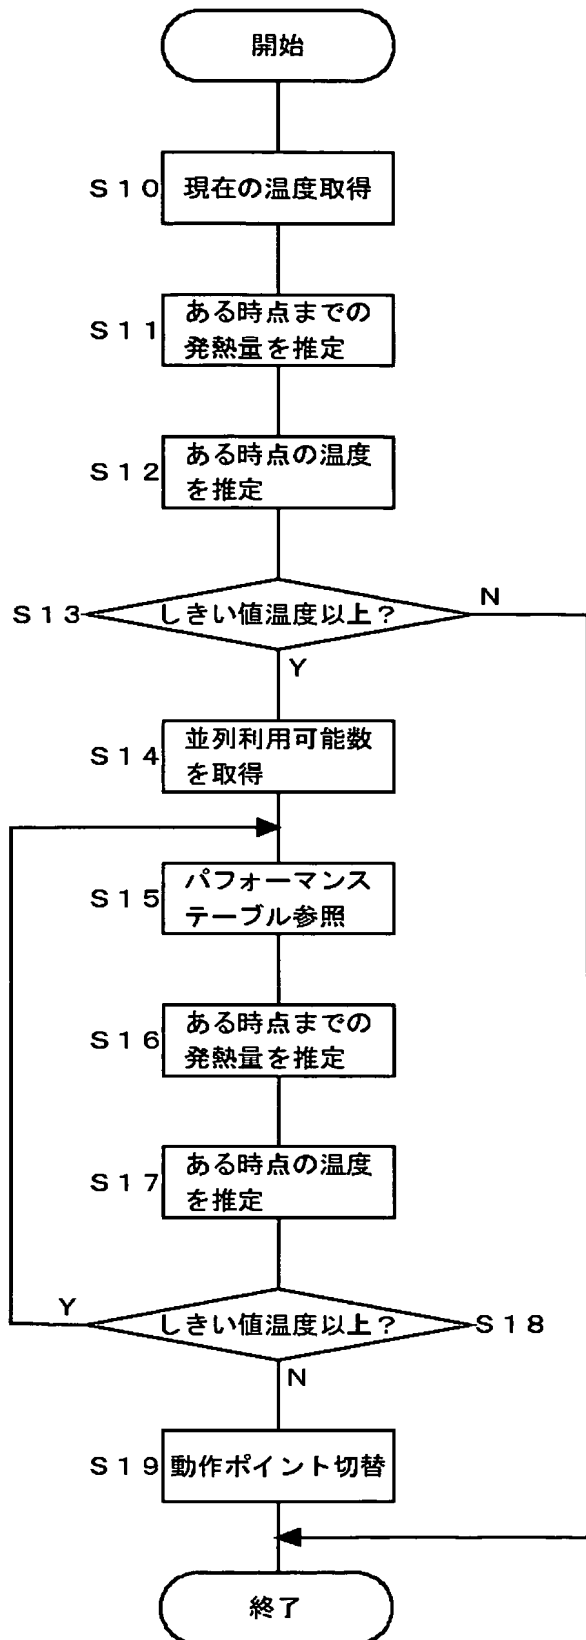 開始
S10 現在の温度取得
S11 ある時点までの
発熱量を推定
S12 ある時点の温度
を推定
S13 しきい値温度以上?
N
Y
S14 並列利用可能数
を取得
S15 パフォーマンス
テーブル参照
S16 ある時点までの
発熱量を推定
S17 ある時点の温度
を推定
Y
しきい値温度以上? S18
N
S19 動作ポイント切替
終了